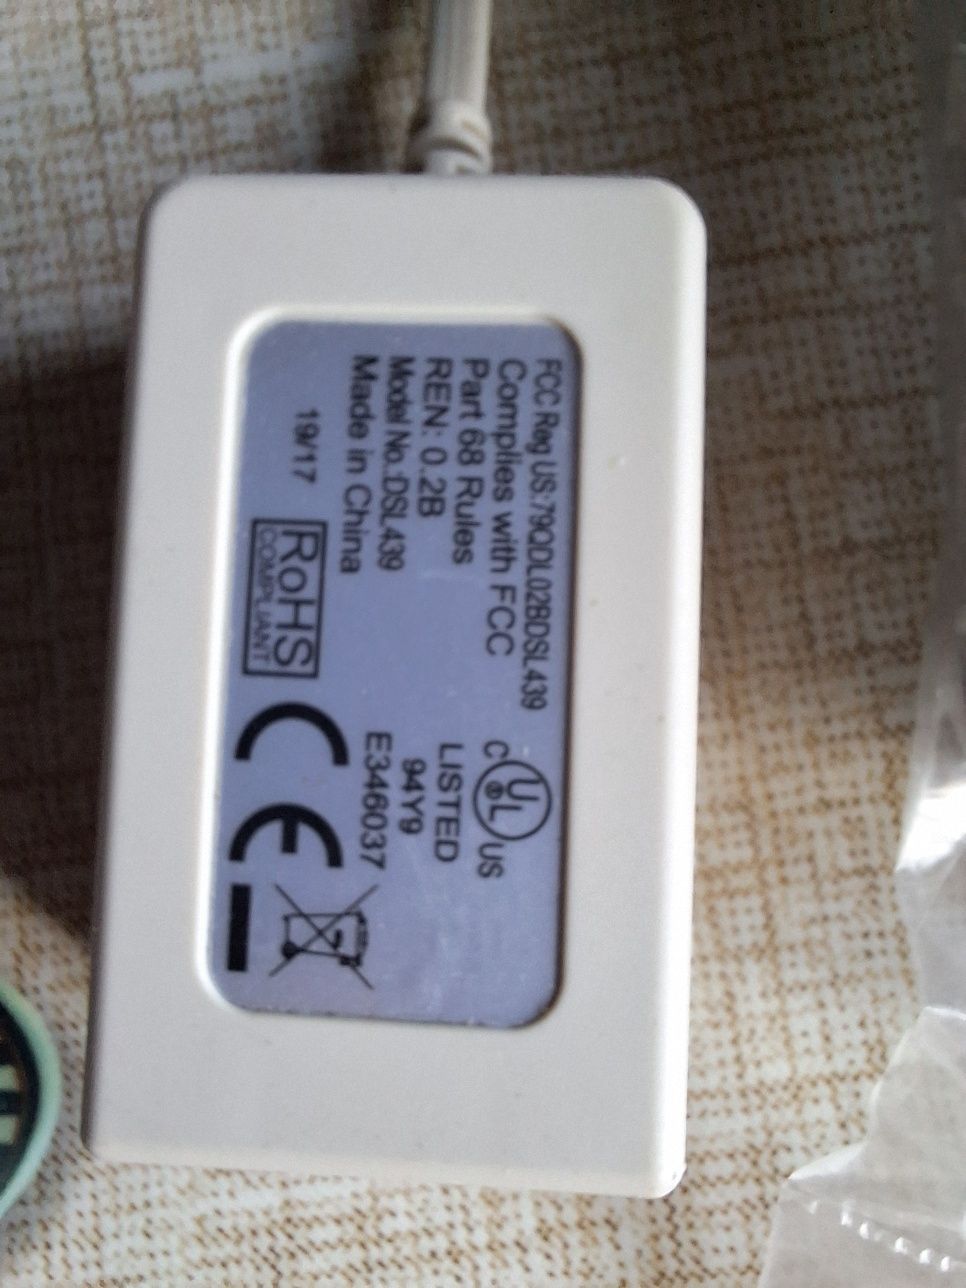 FCC Reg US:79QDL02BDSL439
Complies with FCC
Part 68 Rules
REN: 0.2B
Model No.:DSL439
Made in China
19/17
RoHS
COMPLIANT
C UL US
LISTED
94Y9
E346037
CE